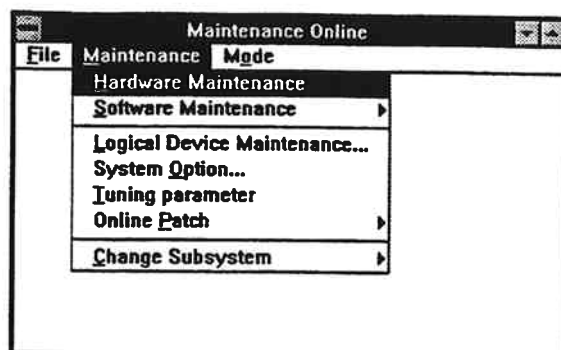 Maintenance Online
File Maintenance Mode
Hardware Maintenance
Software Maintenance
Logical Device Maintenance...
System Option...
Tuning parameter
Online Patch
Change Subsystem